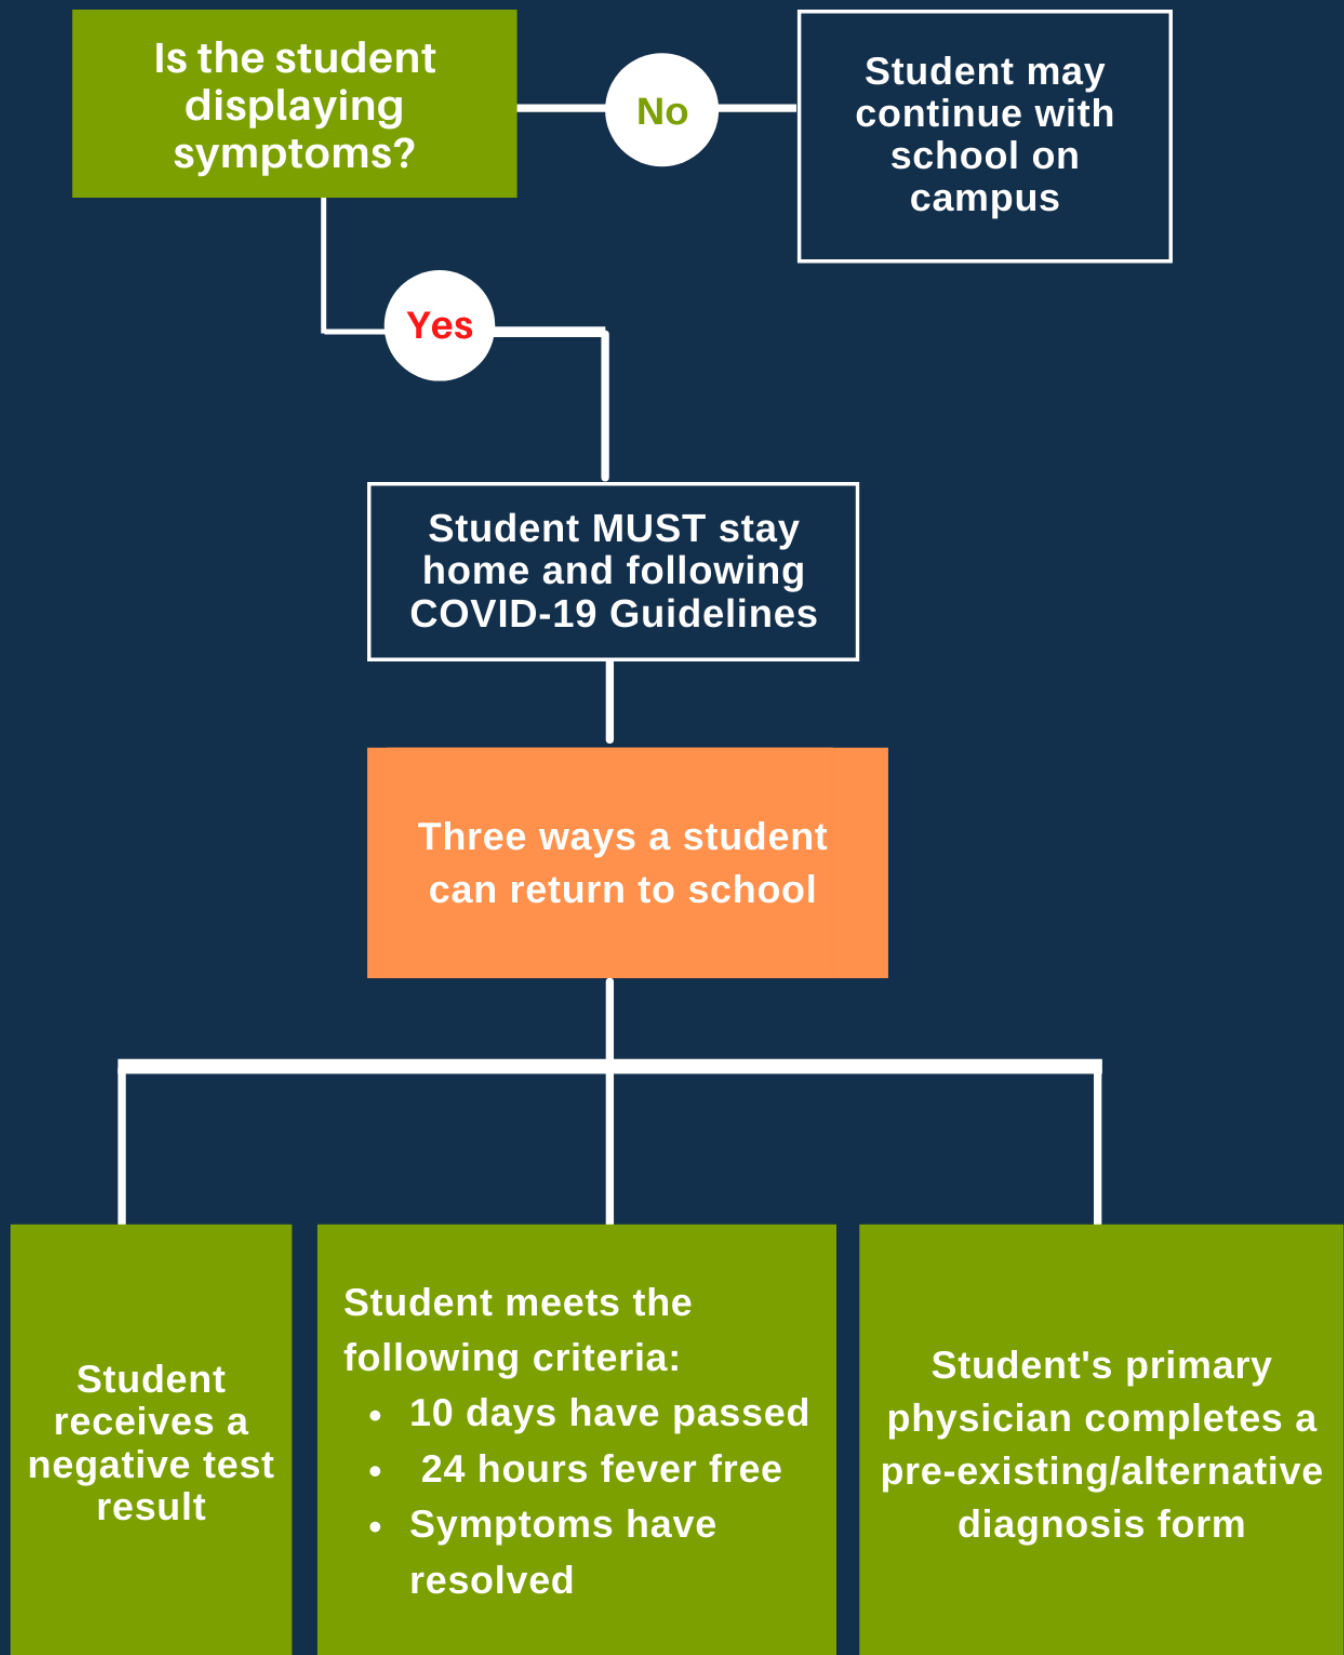 Is the student
displaying
symptoms?
No
Student may
continue with
school on
campus
Yes
Student MUST stay
home and following
COVID-19 Guidelines
Three ways a student
can return to school
Student
receives a
negative test
result
Student meets the
following criteria:
• 10 days have passed
• 24 hours fever free
• Symptoms have
resolved
Student's primary
physician completes a
pre-existing/alternative
diagnosis form